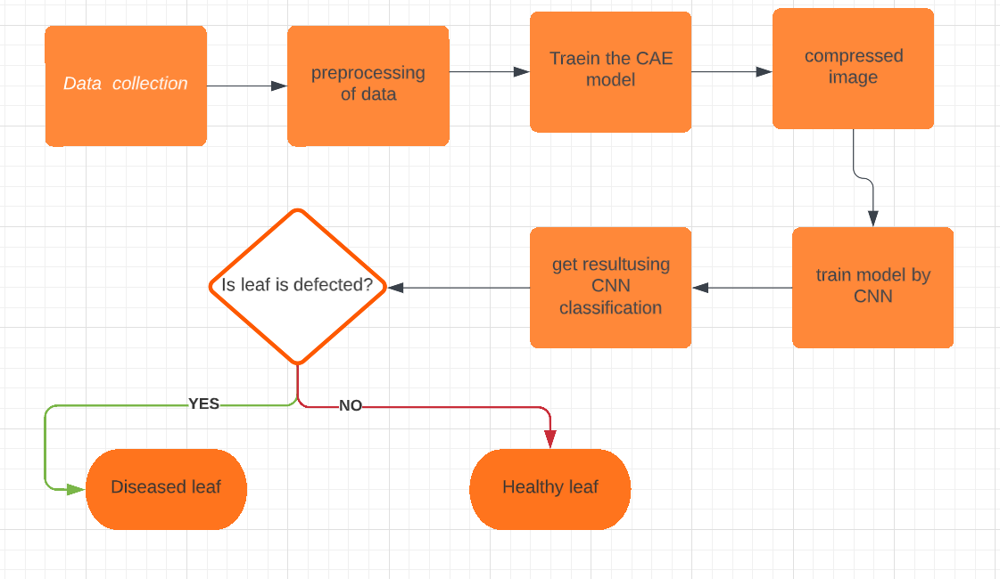 Data collection
preprocessing
of data
Traein the CAE
model
compressed
image
train model by
CNN
get resultusing
CNN
classification
Is leaf is defected?
YES
NO
Diseased leaf
Healthy leaf